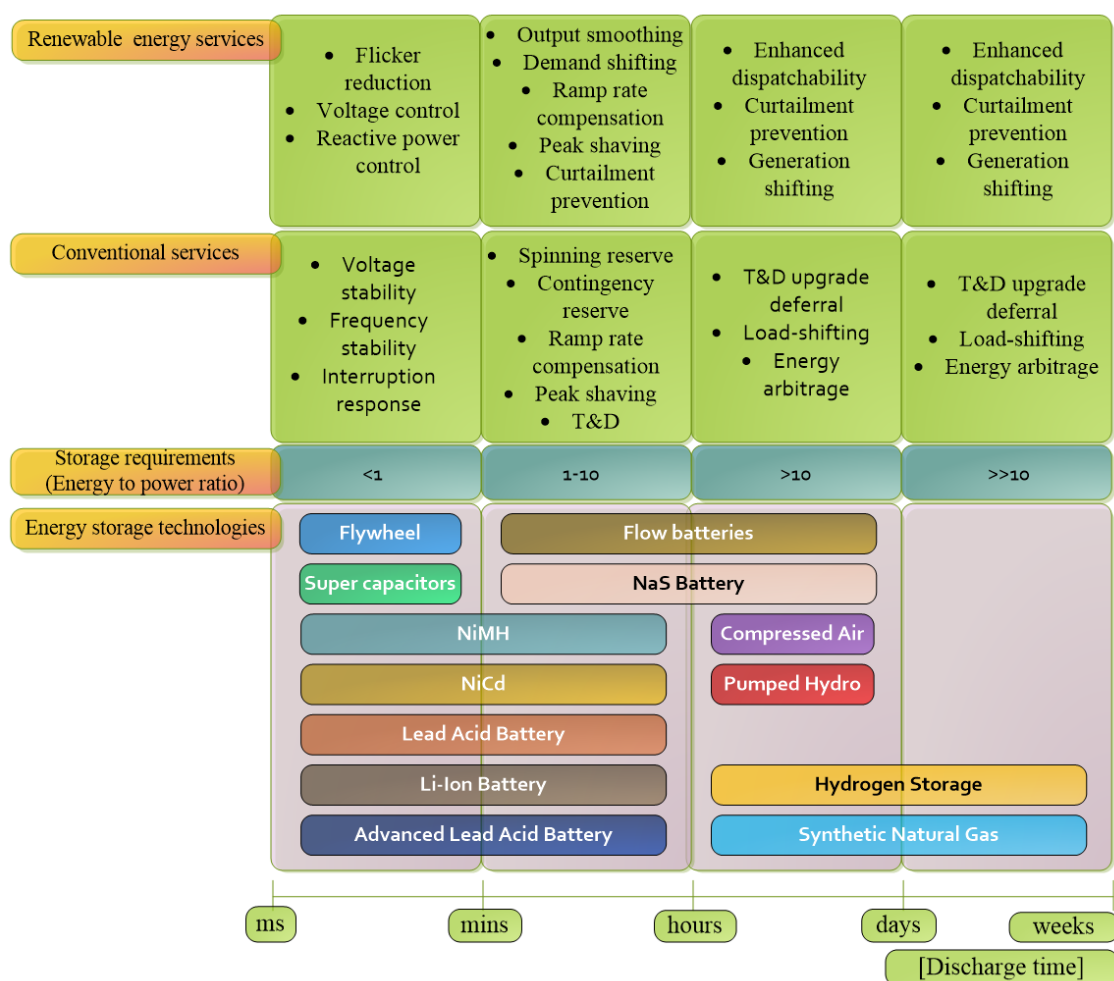 Renewable energy services
• Flicker
reduction
• Voltage control
• Reactive power
control
• Output smoothing
• Demand shifting
• Ramp rate
compensation
• Peak shaving
• Curtailment
prevention
• Enhanced
dispatchability
• Curtailment
prevention
• Generation
shifting
• Enhanced
dispatchability
• Curtailment
prevention
• Generation
shifting
Conventional services
• Voltage
stability
• Frequency
stability
• Interruption
response
• Spinning reserve
• Contingency
reserve
• Ramp rate
compensation
• Peak shaving
• T&D
• T&D upgrade
deferral
• Load-shifting
• Energy
arbitrage
• T&D upgrade
deferral
• Load-shifting
• Energy arbitrage
Storage requirements
(Energy to power ratio)
<1
1-10
>10
>>10
Energy storage technologies
Flywheel
Flow batteries
Super capacitors
NaS Battery
NiMH
Compressed Air
NiCd
Pumped Hydro
Lead Acid Battery
Li-Ion Battery
Hydrogen Storage
Advanced Lead Acid Battery
Synthetic Natural Gas
ms
mins
hours
days
weeks
[Discharge time]